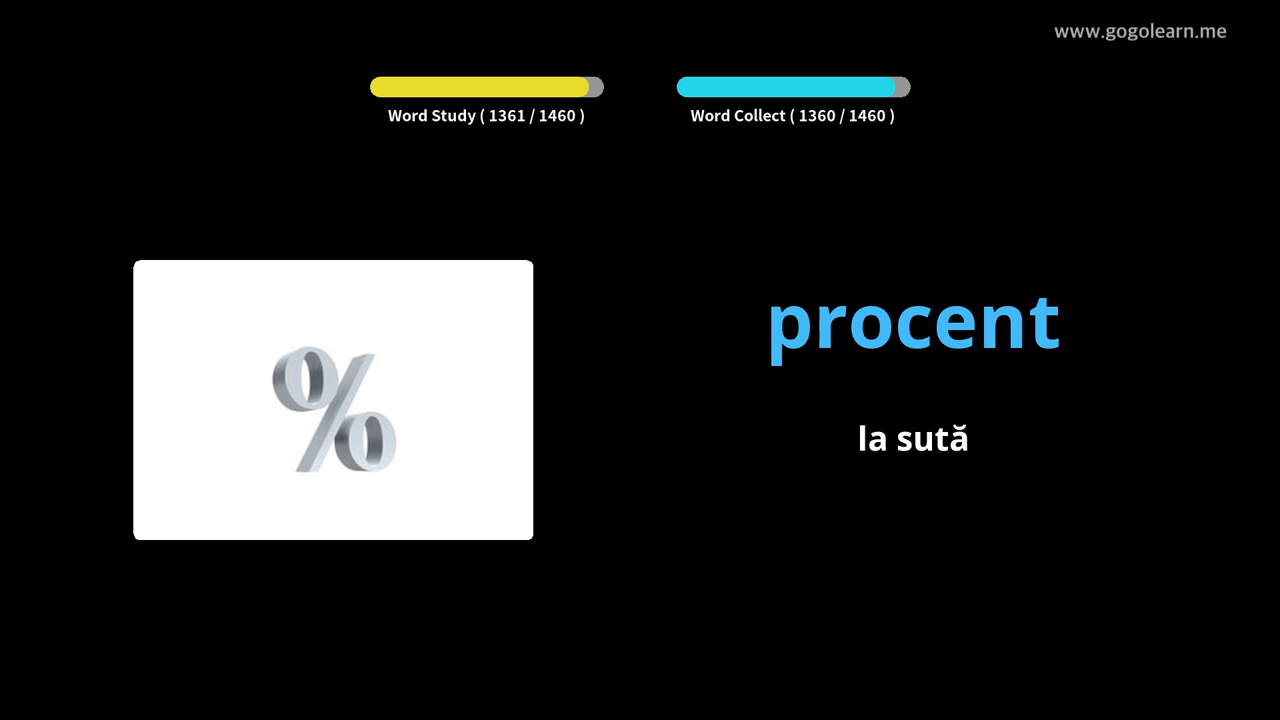 www.gogolearn.me
Word Study ( 1361 / 1460 )
Word Collect ( 1360 / 1460 )
%
procent
la sută